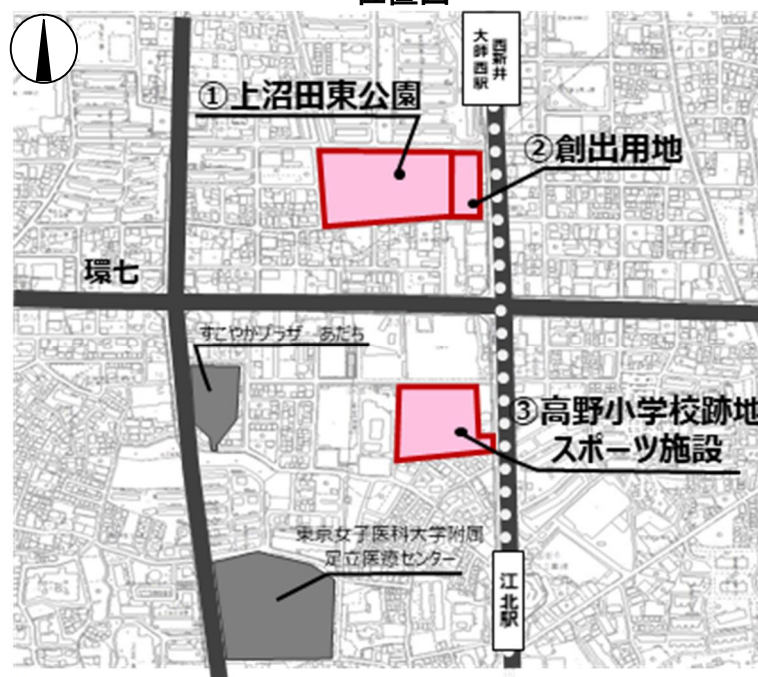 位置図
西新井
大師西駅
①上沼田東公園
②創出用地
環七
すこやかプラザ あだち
③高野小学校跡地
スポーツ施設
東京女子医科大学附属
足立医療センター
江北駅